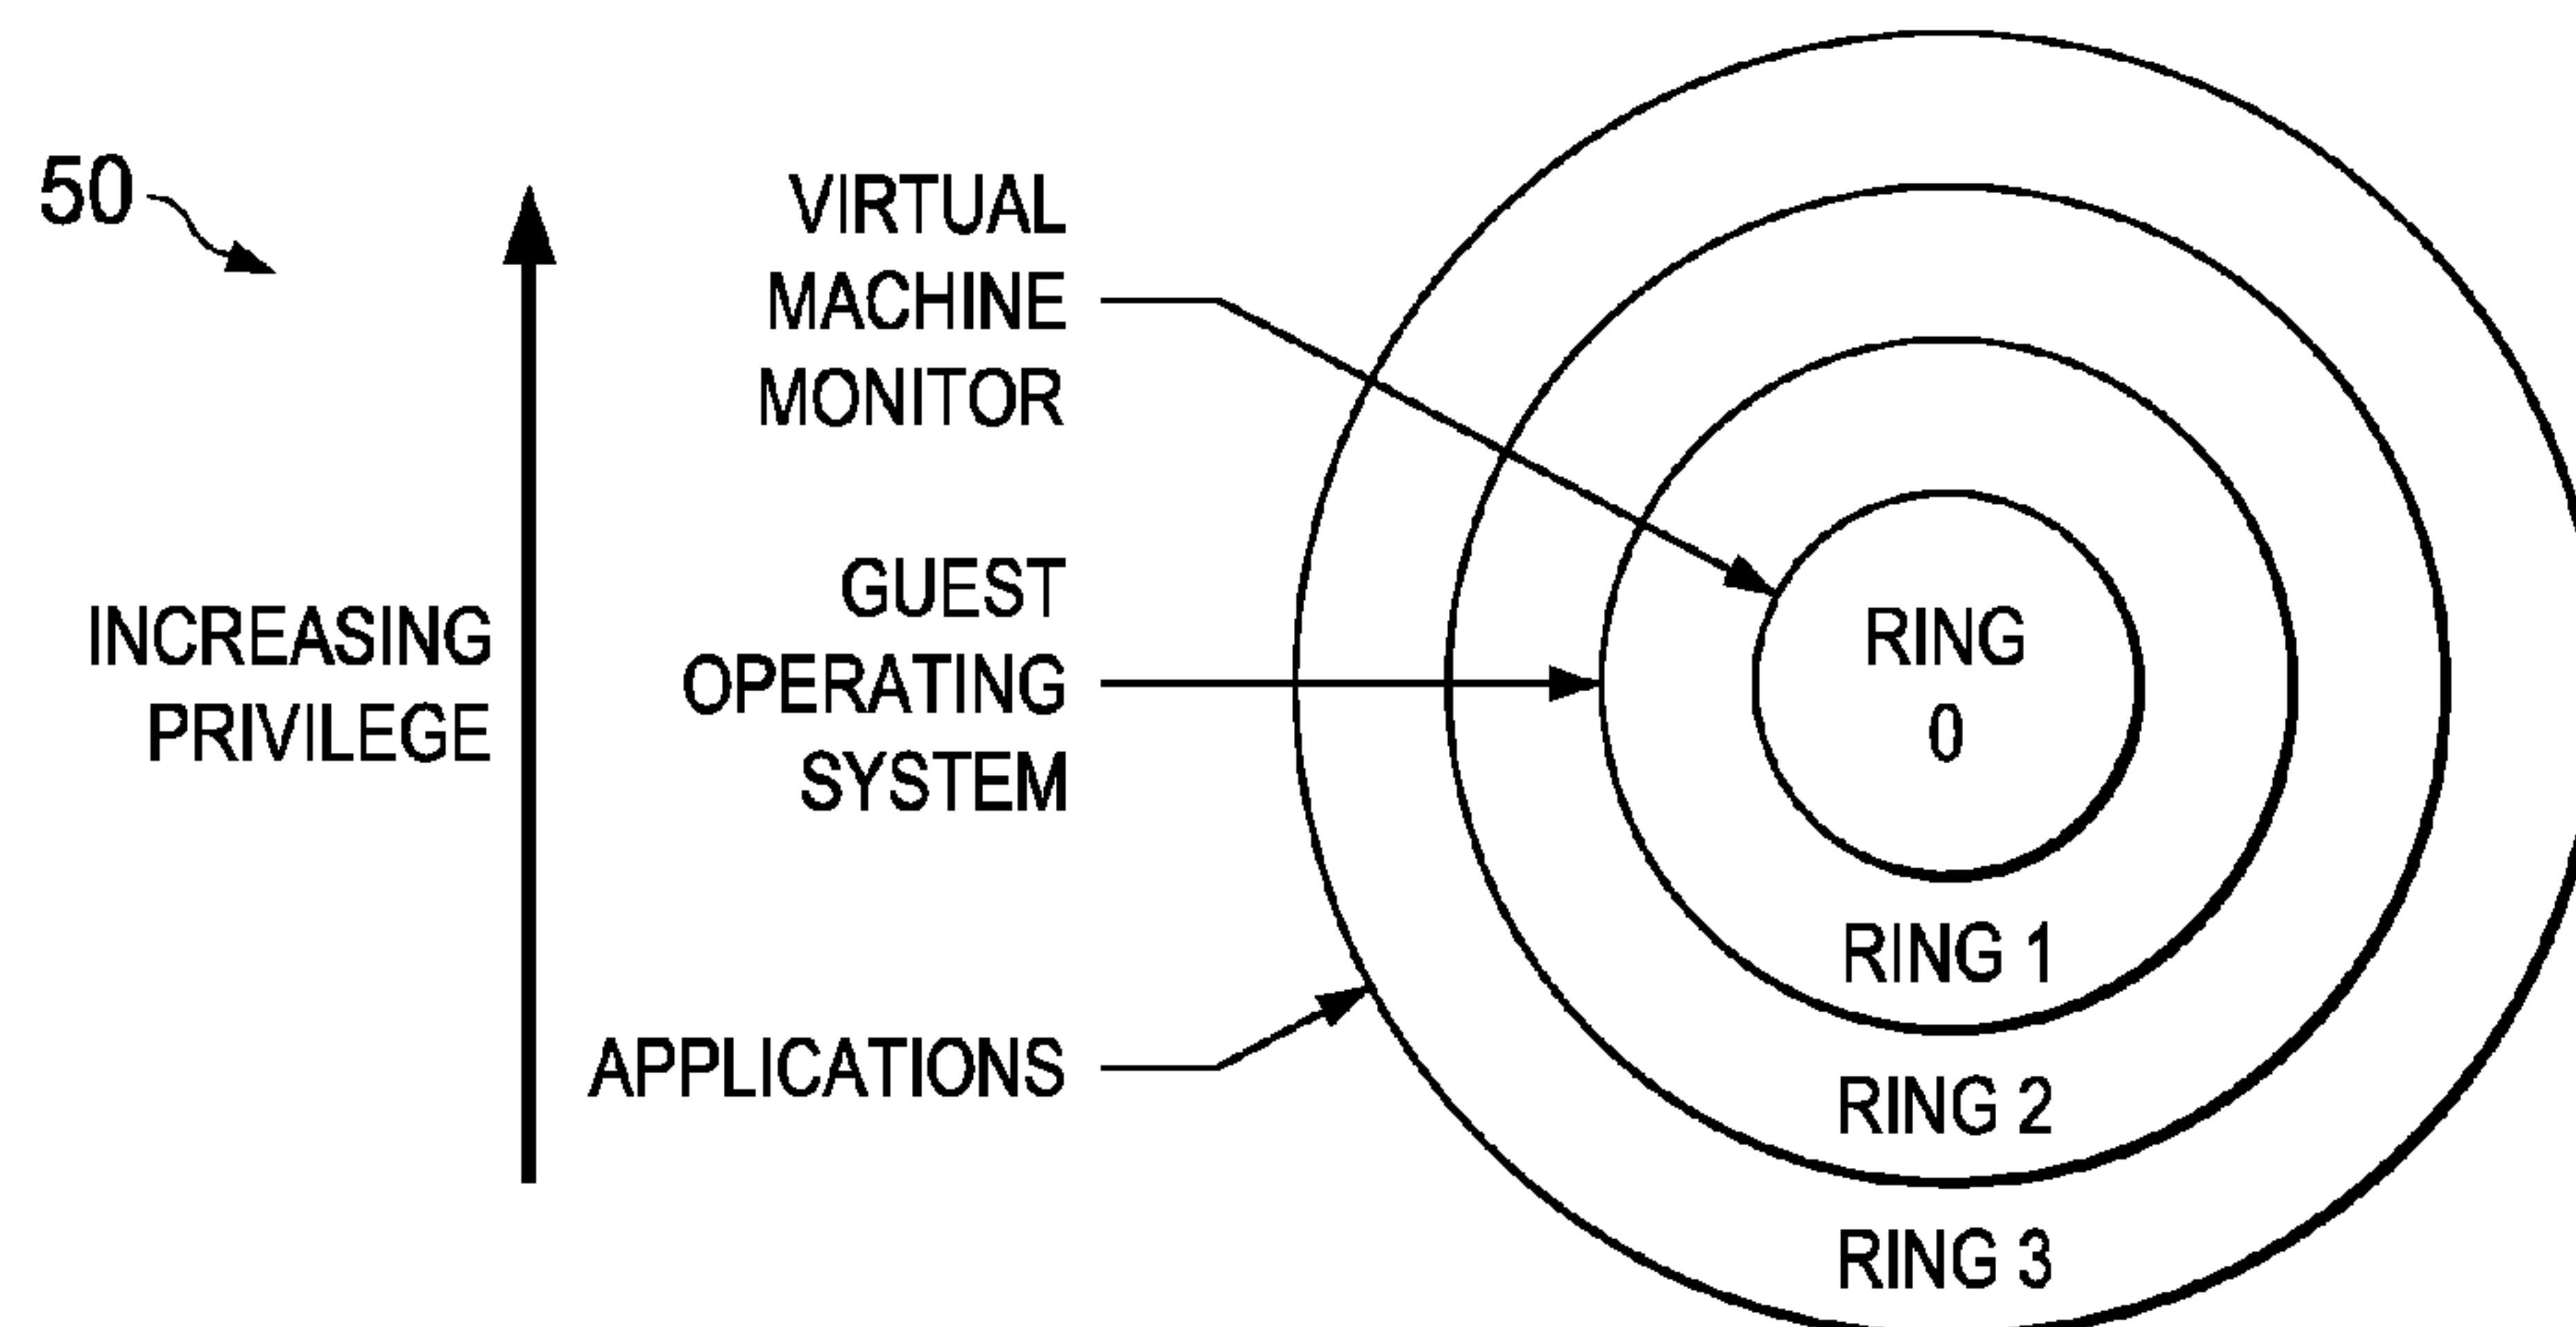 50
INCREASING
PRIVILEGE
VIRTUAL
MACHINE
MONITOR
GUEST
OPERATING
SYSTEM
APPLICATIONS
RING
0
RING 1
RING 2
RING 3